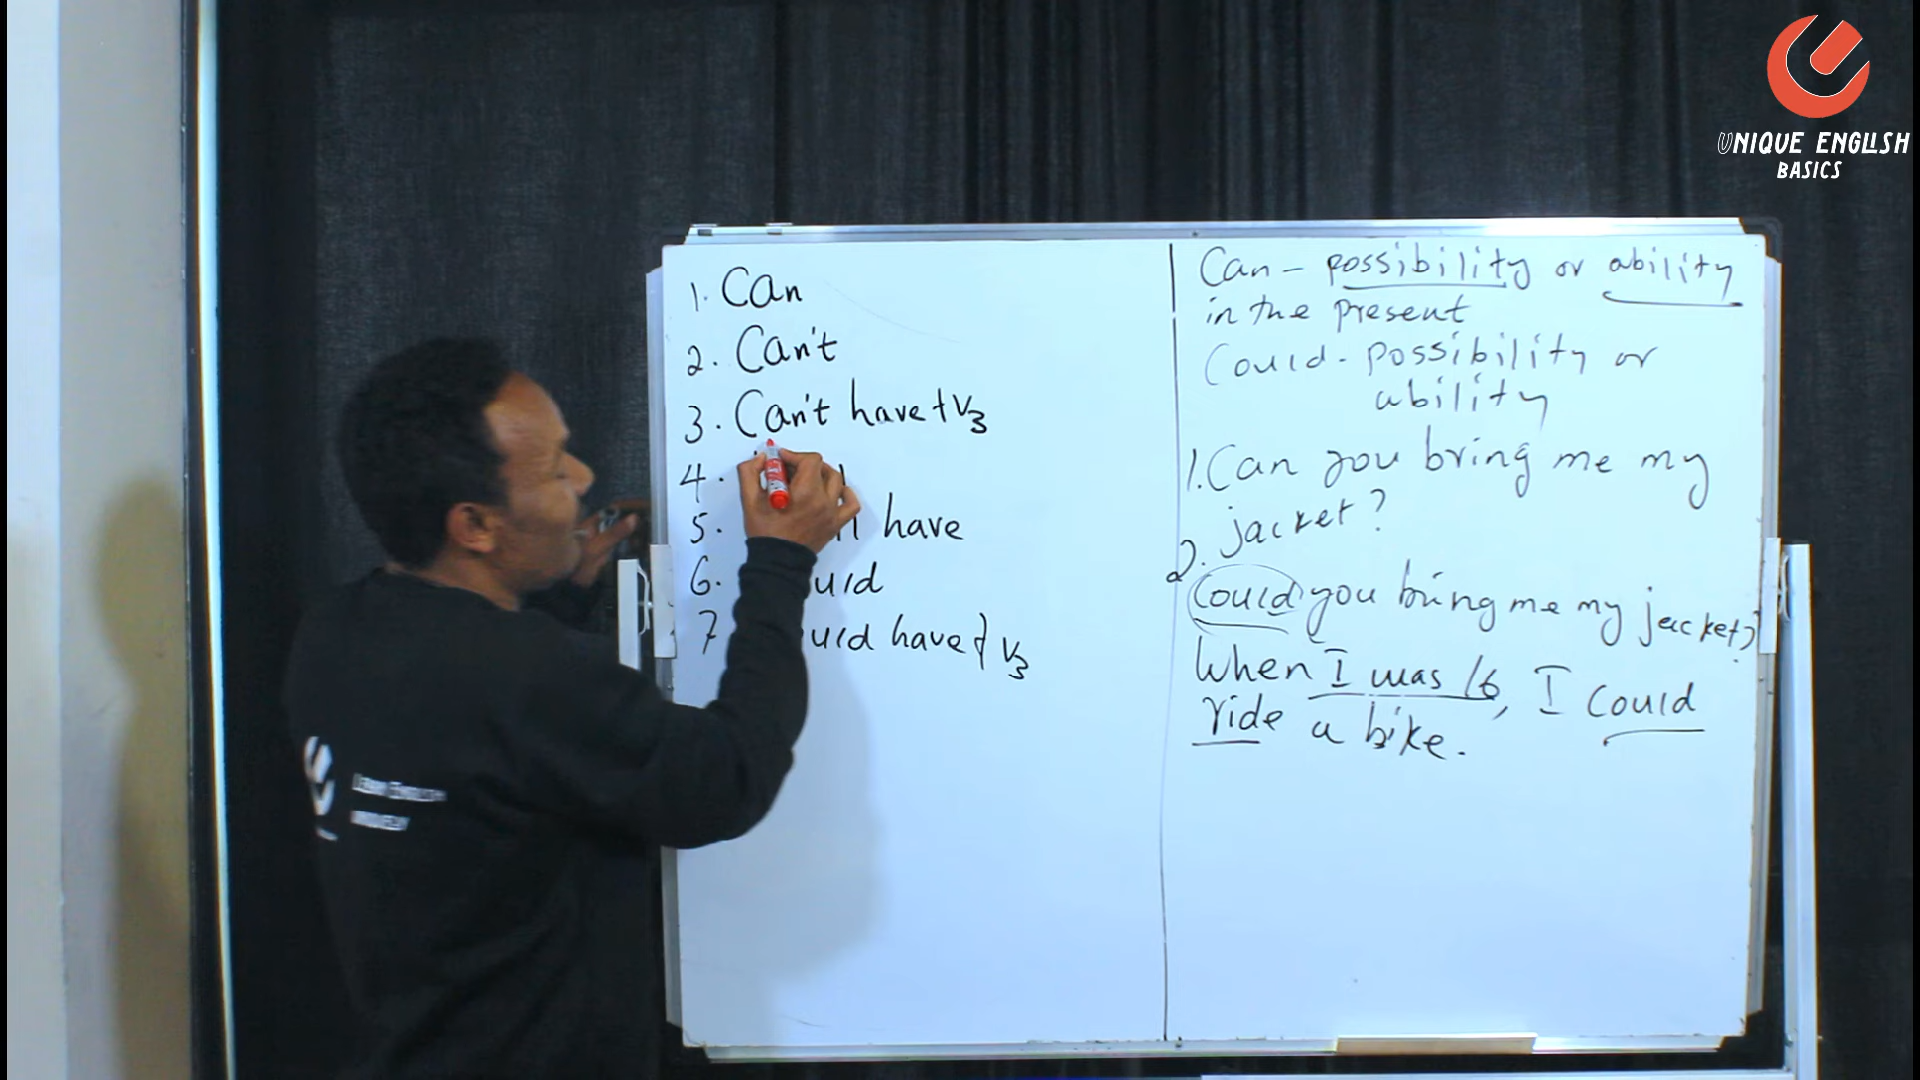 UNIQUE ENGLISH
BASICS
1. Can
2. Can't
3. Can't have + V3
4.
5. have
6.
7 have + V3
Can – possibility or ability
in the present
Could - possibility or
ability
1. Can you bring me my
jacket?
2.
Could you bring me my jacket?
When I was 16, I could
ride a bike.